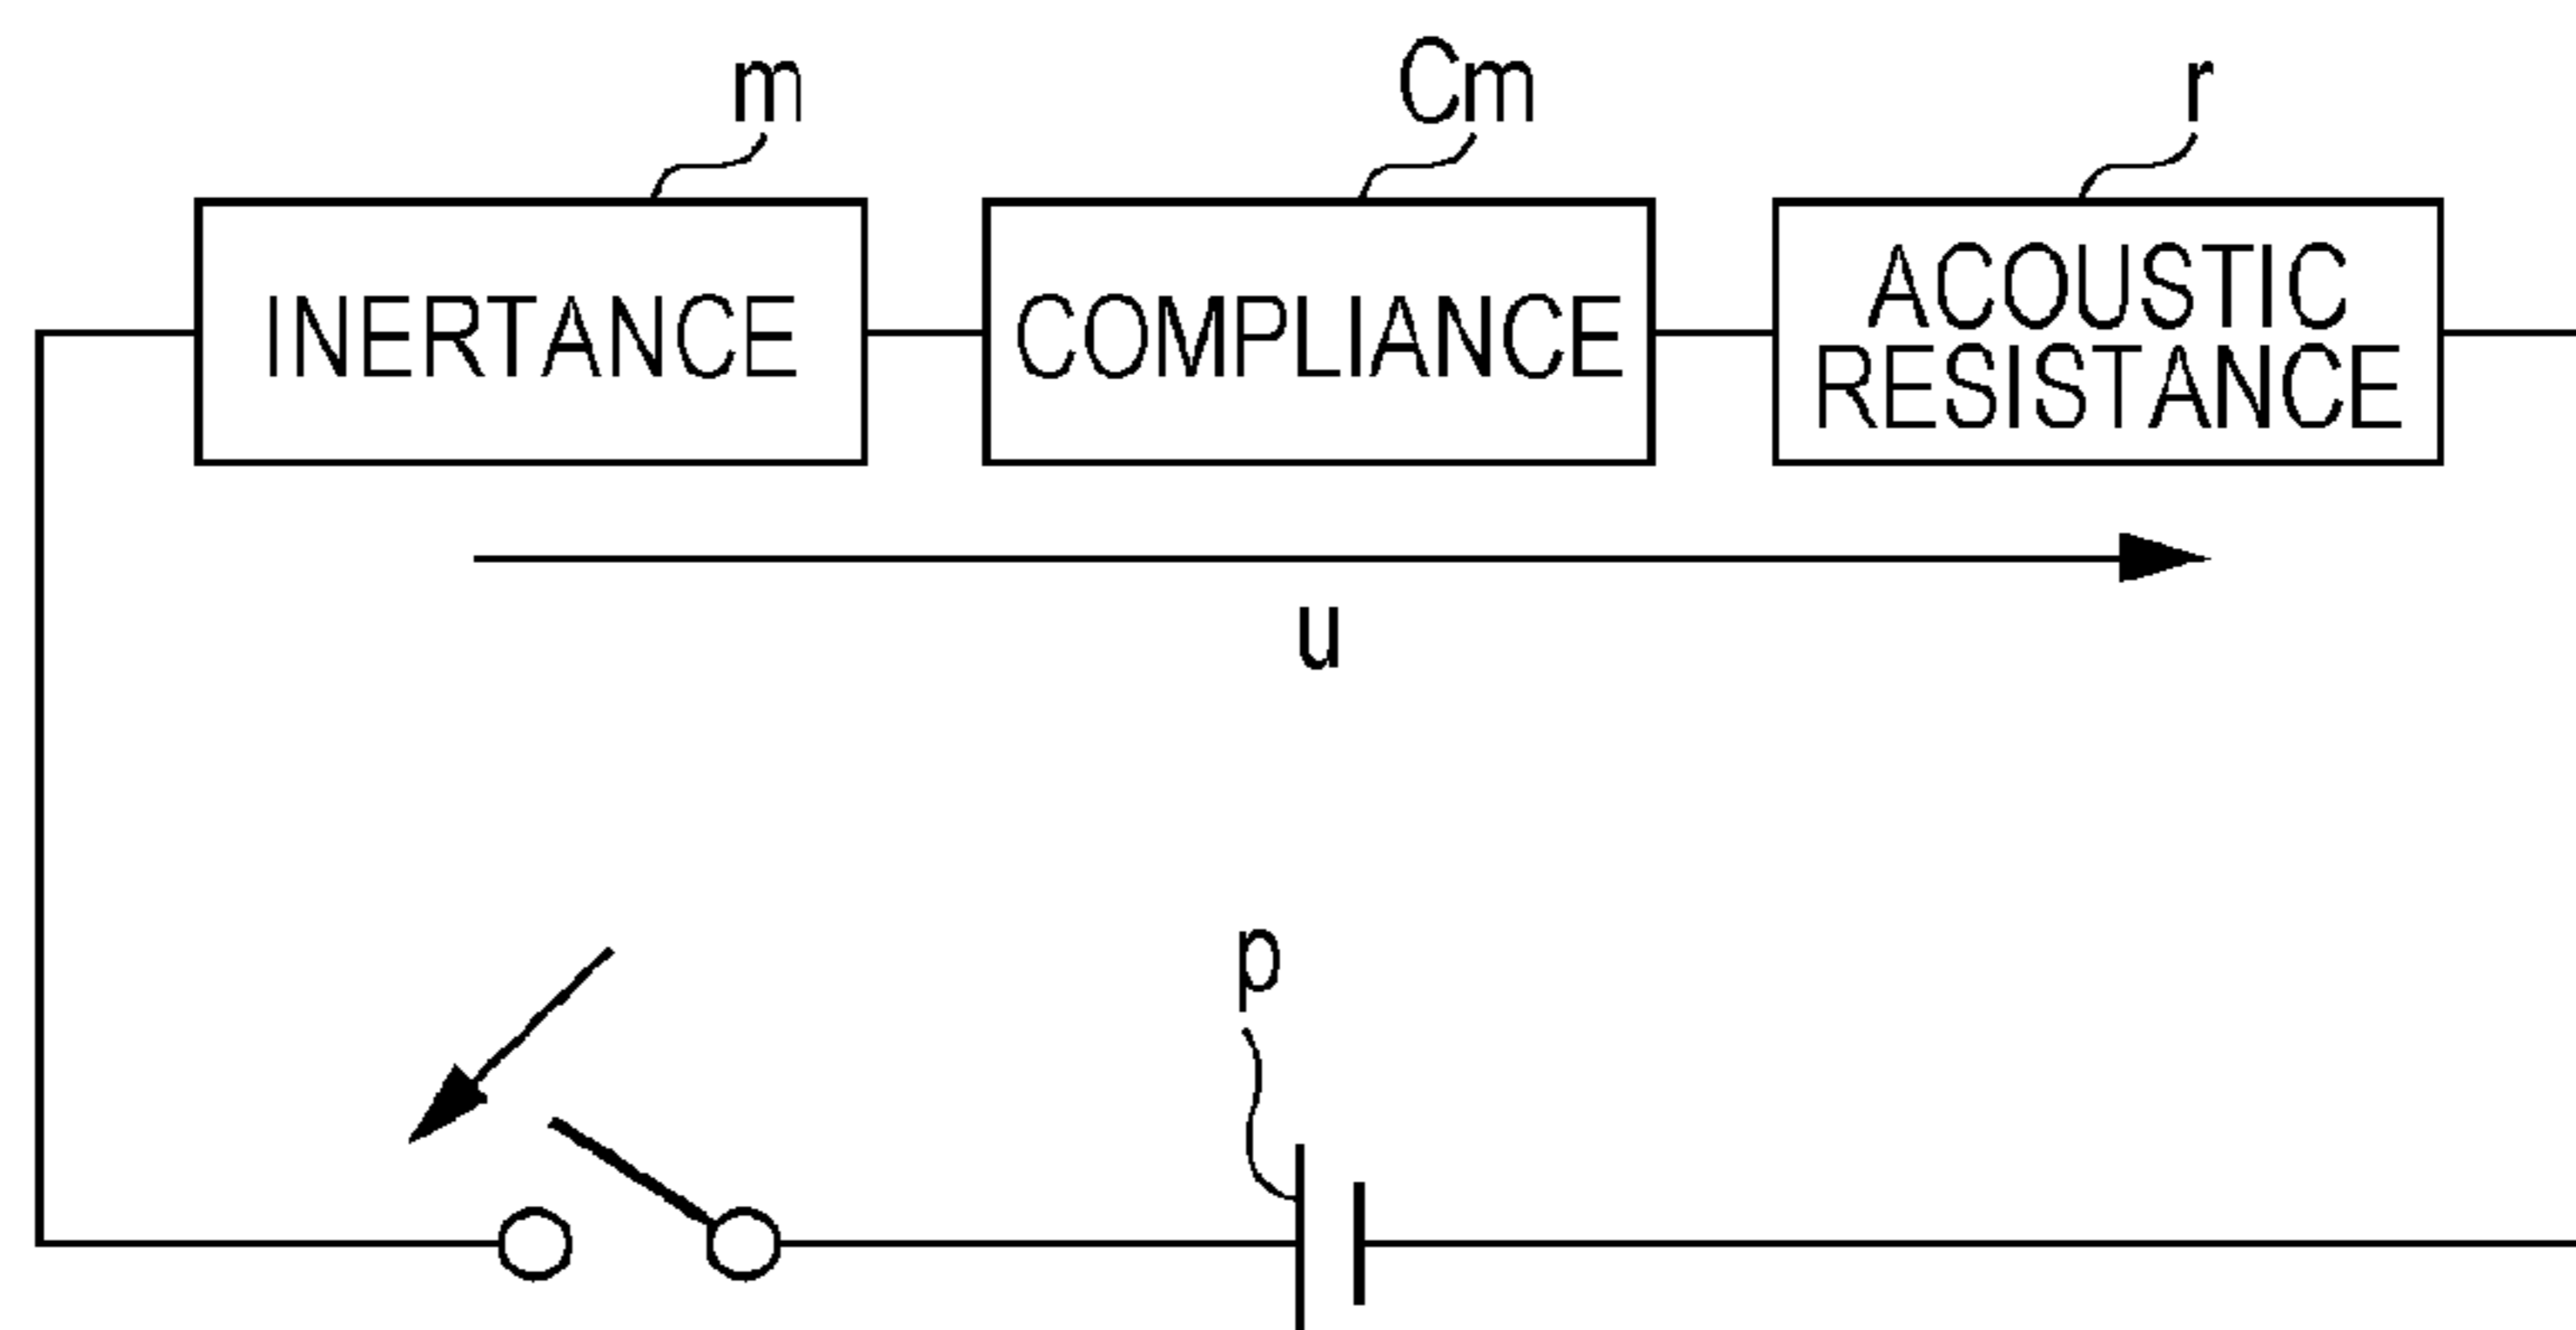 m
Cm
r
INERTANCE
COMPLIANCE
ACOUSTIC
RESISTANCE
u
p